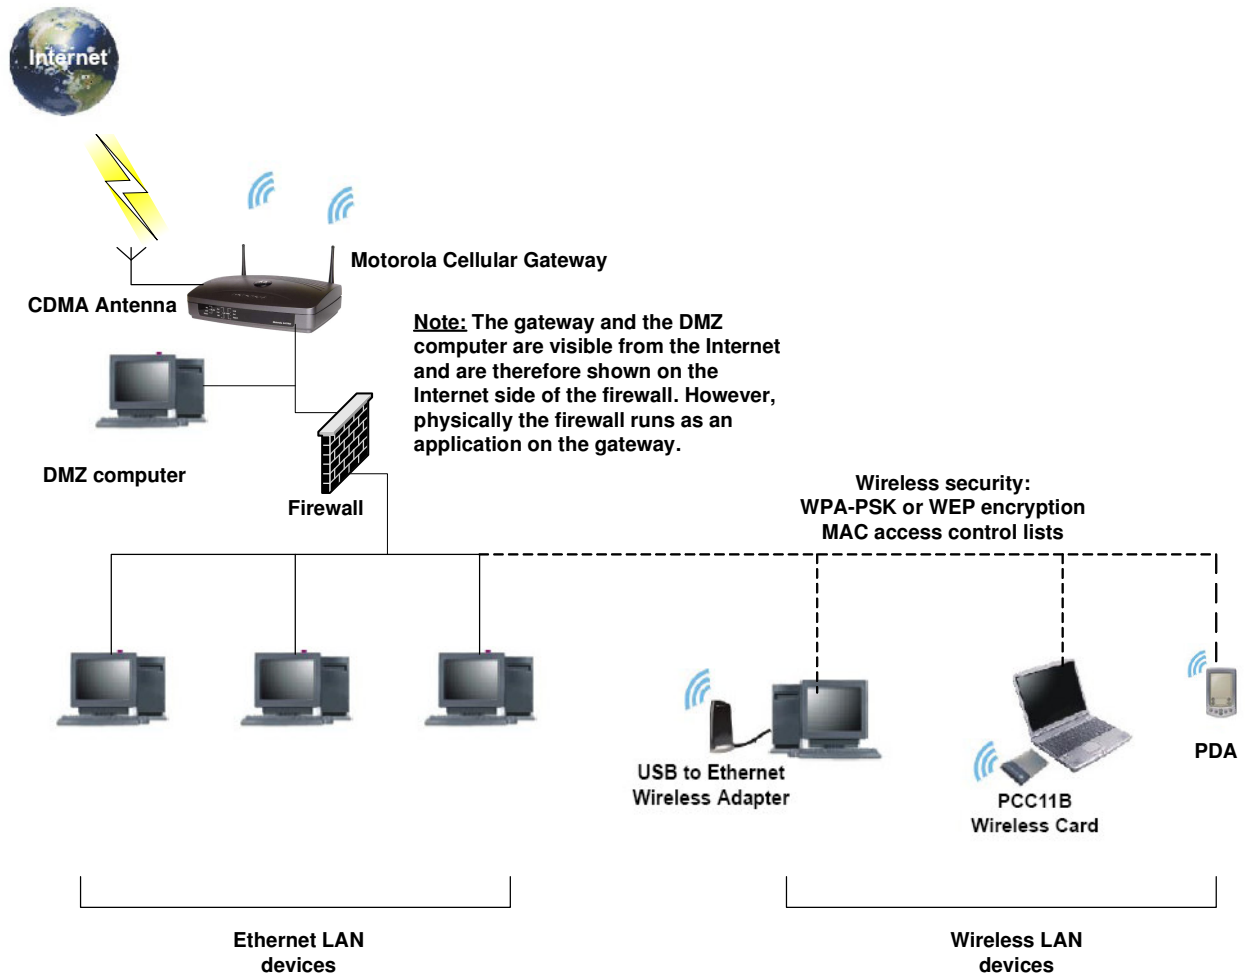 Internet
Motorola Cellular Gateway
CDMA Antenna
Note: The gateway and the DMZ
computer are visible from the Internet
and are therefore shown on the
Internet side of the firewall. However,
physically the firewall runs as an
application on the gateway.
DMZ computer
Firewall
Wireless security:
WPA-PSK or WEP encryption
MAC access control lists
USB to Ethernet
Wireless Adapter
PCC11B
Wireless Card
PDA
Ethernet LAN
devices
Wireless LAN
devices